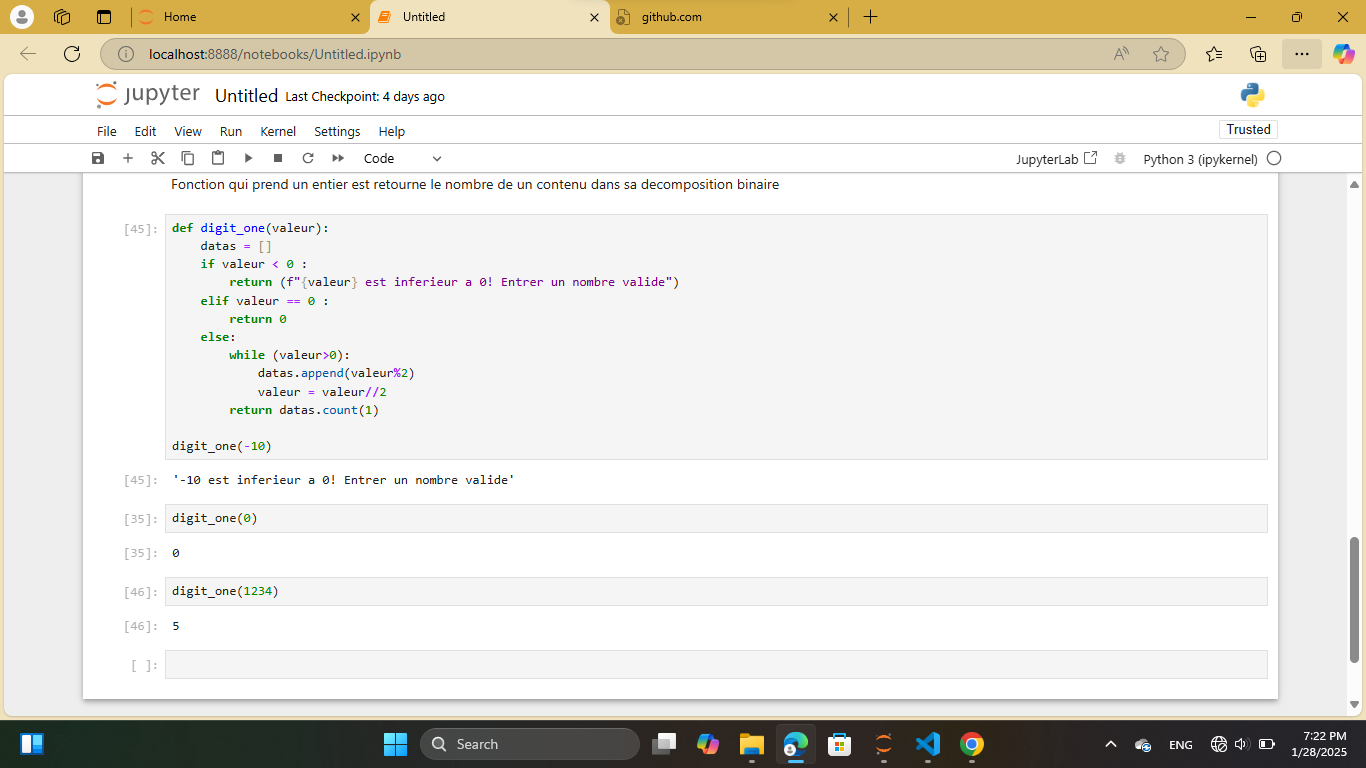 Home
Untitled
github.com
localhost:8888/notebooks/Untitled.ipynb
jupyter Untitled Last Checkpoint: 4 days ago
File Edit View Run Kernel Settings Help
Trusted
Code
JupyterLab
Python 3 (ipykernel)
Fonction qui prend un entier est retourne le nombre de un contenu dans sa decomposition binaire
[45]:
def digit_one(valeur):
    datas = []
    if valeur < 0 :
        return (f"{valeur} est inferieur a 0! Entrer un nombre valide")
    elif valeur == 0 :
        return 0
    else:
        while (valeur>0):
            datas.append(valeur%2)
            valeur = valeur//2
        return datas.count(1)
digit_one(-10)
[45]: '-10 est inferieur a 0! Entrer un nombre valide'
[35]: digit_one(0)
[35]: 0
[46]: digit_one(1234)
[46]: 5
[ ]:
Search
ENG
7:22 PM
1/28/2025